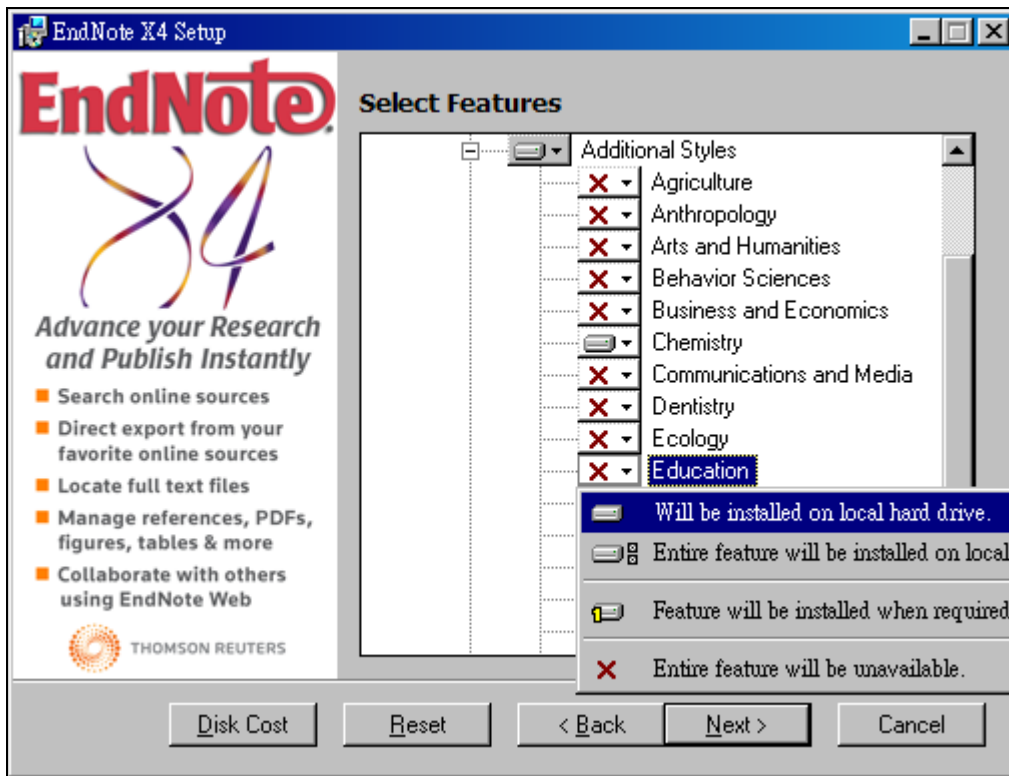 EndNote X4 Setup
EndNote.
X4
Advance your Research
and Publish Instantly
Search online sources
Direct export from your
favorite online sources
Locate full text files
Manage references, PDFs,
figures, tables & more
Collaborate with others
using EndNote Web
THOMSON REUTERS
Select Features
Additional Styles
Agriculture
Anthropology
Arts and Humanities
Behavior Sciences
Business and Economics
Chemistry
Communications and Media
Dentistry
Ecology
Education
Will be installed on local hard drive.
Entire feature will be installed on local
Feature will be installed when required
Entire feature will be unavailable.
Disk Cost
Reset
< Back
Next >
Cancel